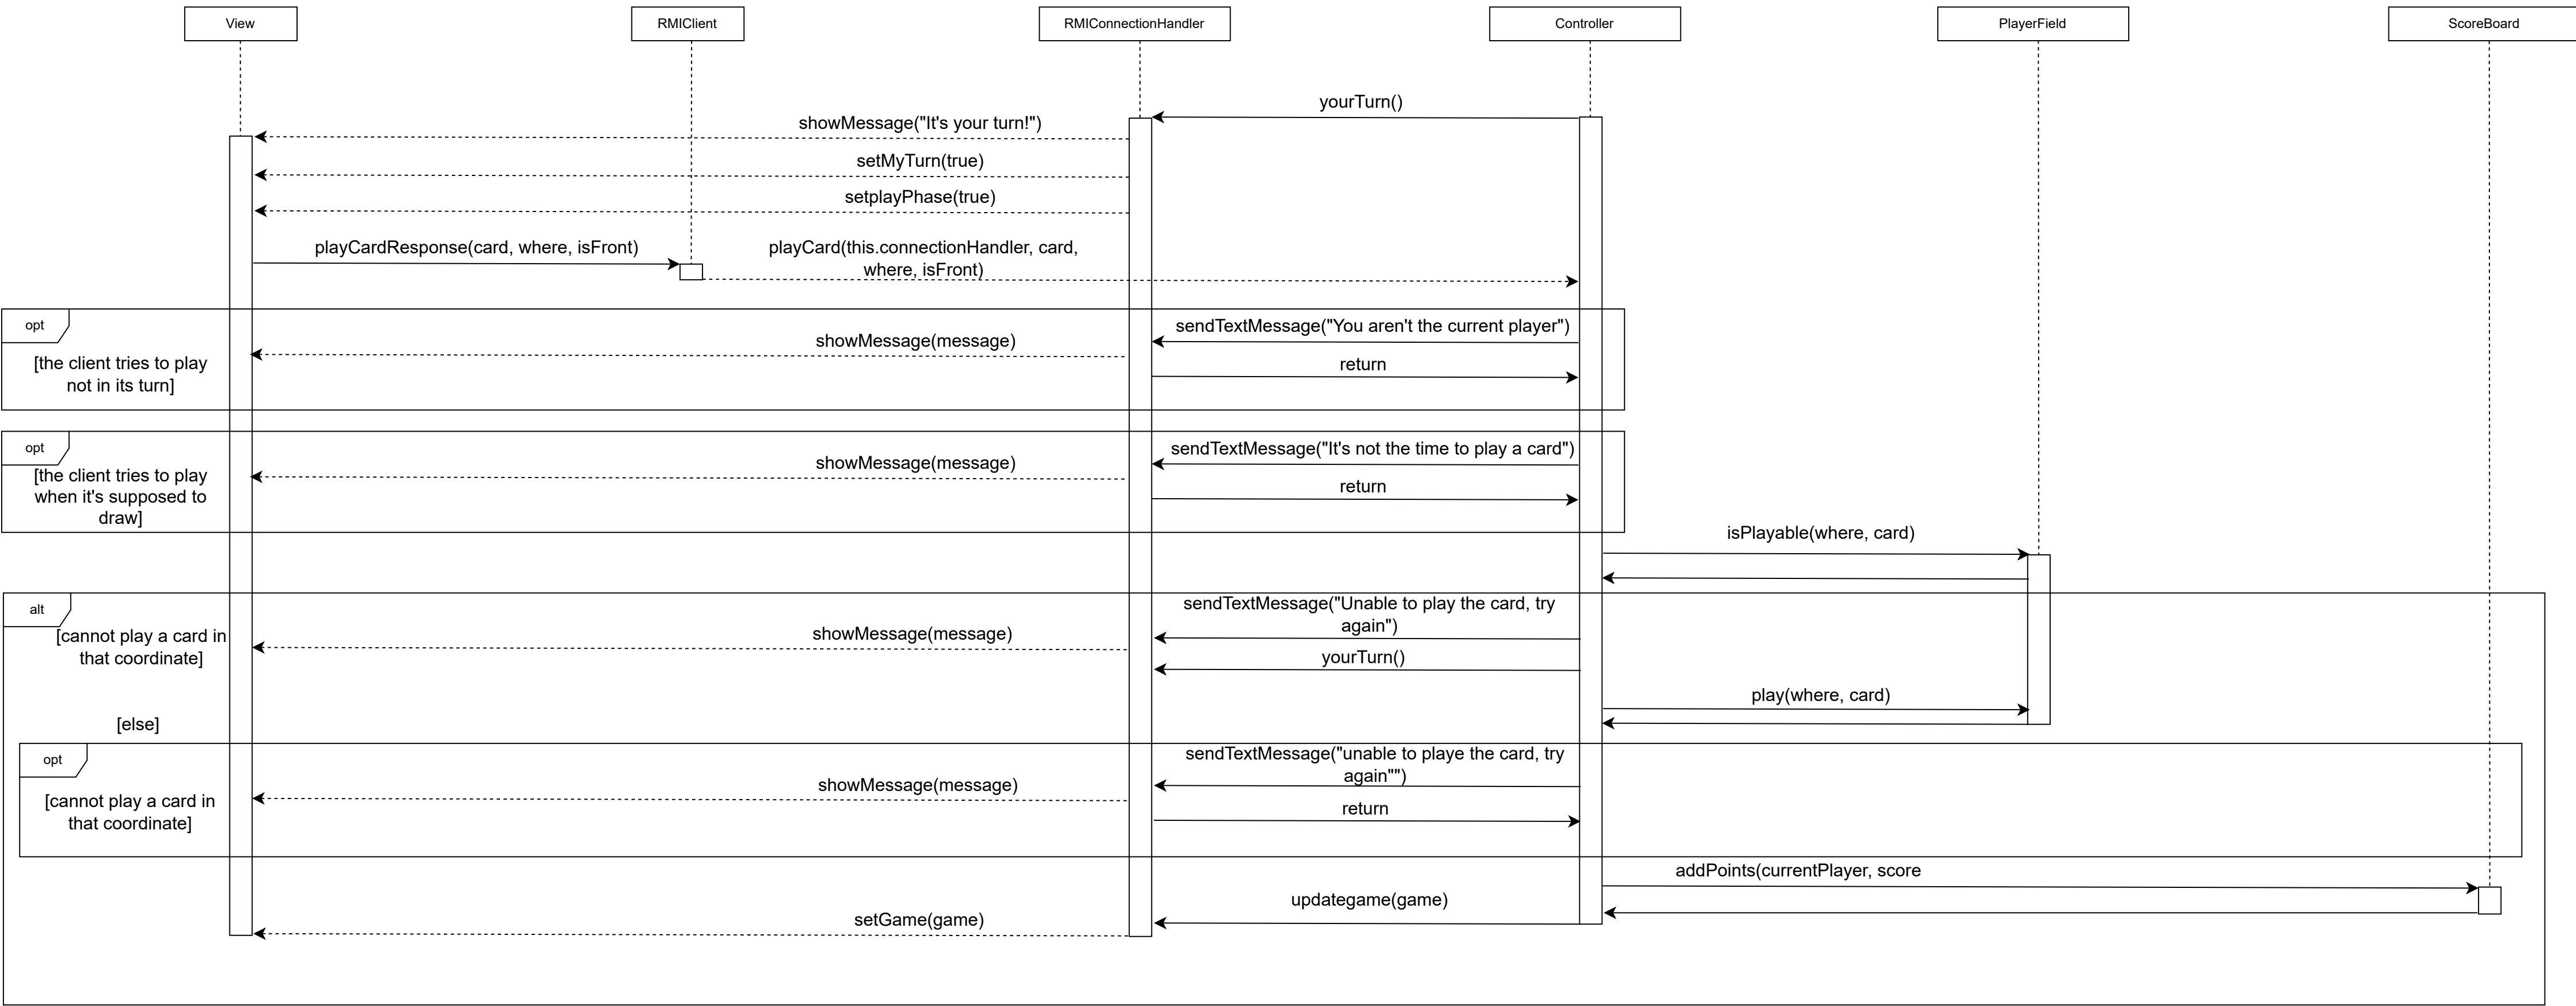 View
RMIClient
RMIConnectionHandler
Controller
PlayerField
ScoreBoard
yourTurn()
showMessage("It's your turn!")
setMyTurn(true)
setplayPhase(true)
playCardResponse(card, where, isFront)
playCard(this.connectionHandler, card,
where, isFront)
opt
[the client tries to play
not in its turn]
sendTextMessage("You aren't the current player")
showMessage(message)
return
opt
[the client tries to play
when it's supposed to
draw]
sendTextMessage("It's not the time to play a card")
showMessage(message)
return
isPlayable(where, card)
alt
[cannot play a card in
that coordinate]
sendTextMessage("Unable to play the card, try
again")
showMessage(message)
yourTurn()
play(where, card)
[else]
opt
[cannot play a card in
that coordinate]
sendTextMessage("unable to playe the card, try
again"")
showMessage(message)
return
addPoints(currentPlayer, score
updategame(game)
setGame(game)